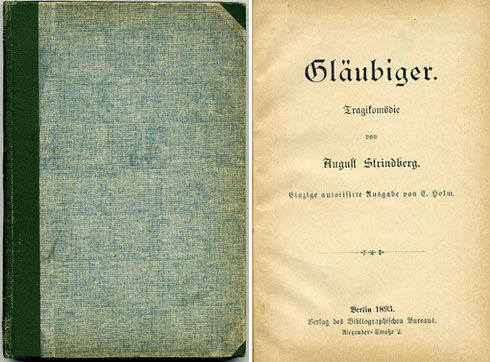 Gläubiger.
Tragikomödie
von
August Strindberg.
Einzige autorisirte Ausgabe von E. Holm.
Berlin 1893.
Verlag des Bibliographischen Bureaus.
Alexander-Straße 2.